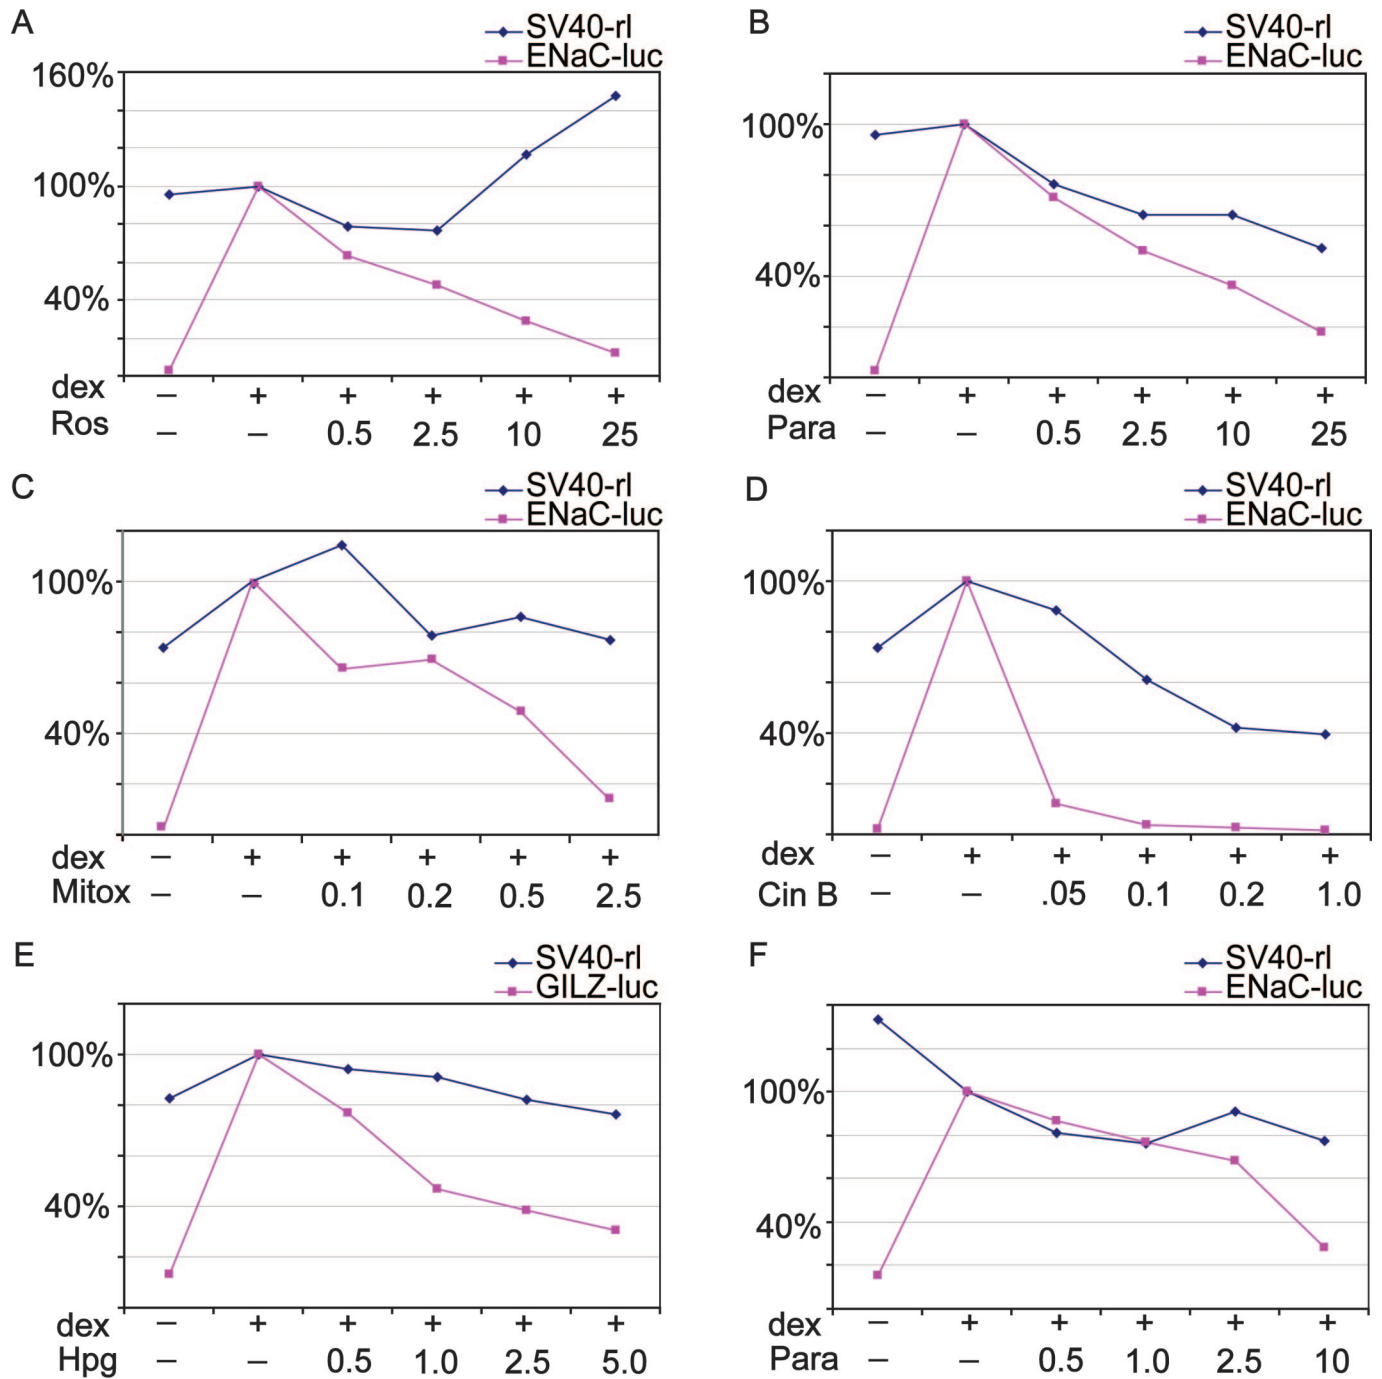 A
SV40-rl
ENaC-luc
160%
100%
40%
dex – + + + + +
Ros – – 0.5 2.5 10 25
B
SV40-rl
ENaC-luc
100%
40%
dex – + + + + +
Para – – 0.5 2.5 10 25
C
SV40-rl
ENaC-luc
100%
40%
dex – + + + + +
Mitox – – 0.1 0.2 0.5 2.5
D
SV40-rl
ENaC-luc
100%
40%
dex – + + + + +
Cin B – – .05 0.1 0.2 1.0
E
SV40-rl
GILZ-luc
100%
40%
dex – + + + + +
Hpg – – 0.5 1.0 2.5 5.0
F
SV40-rl
ENaC-luc
100%
40%
dex – + + + + +
Para – – 0.5 1.0 2.5 10